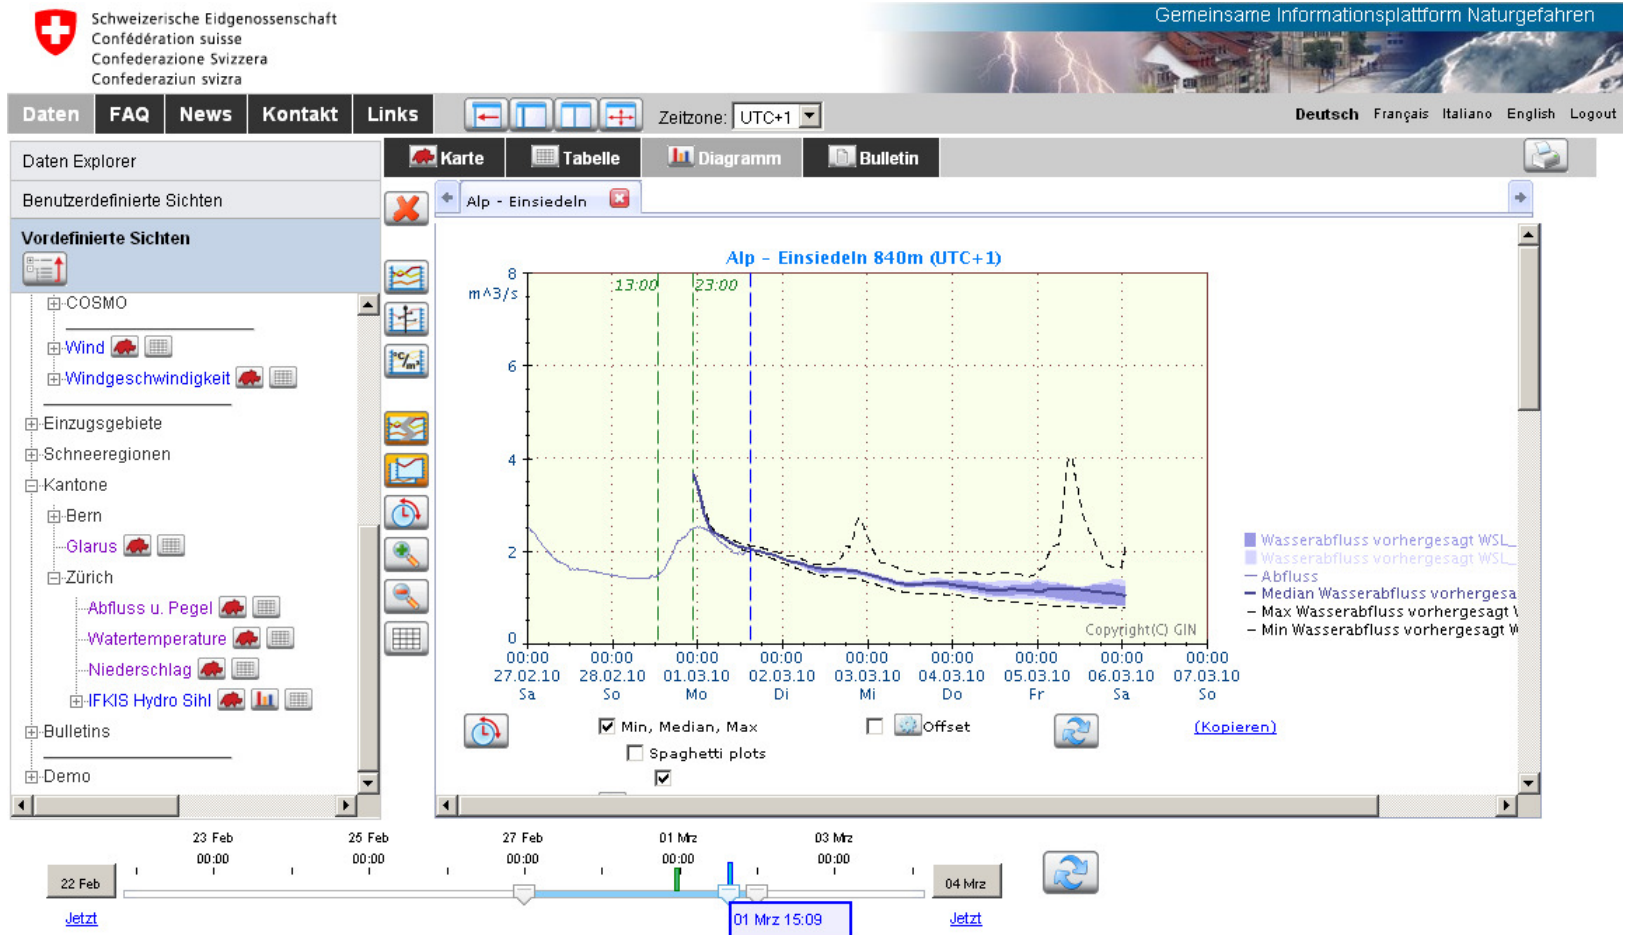 Schweizerische Eidgenossenschaft
Confédération suisse
Confederazione Svizzera
Confederaziun svizra
Gemeinsame Informationsplattform Naturgefahren
Daten FAQ News Kontakt Links Zeitzone: UTC+1 Deutsch Français Italiano English Logout
Daten Explorer
Benutzerdefinierte Sichten
Vordefinierte Sichten
COSMO
Wind
Windgeschwindigkeit
Einzugsgebiete
Schneeregionen
Kantone
Bern
Glarus
Zürich
Abfluss u. Pegel
Watertemperature
Niederschlag
IFKIS Hydro Sihl
Bulletins
Demo
Karte Tabelle Diagramm Bulletin
Alp - Einsiedeln
°C/m³
Alp - Einsiedeln 840m (UTC+1)
m^3/s
8
6
4
2
0
13:00 23:00
Copyright(C) GIN
00:00 00:00 00:00 00:00 00:00 00:00 00:00 00:00 00:00
27.02.10 28.02.10 01.03.10 02.03.10 03.03.10 04.03.10 05.03.10 06.03.10 07.03.10
Sa So Mo Di Mi Do Fr Sa So
Wasserabfluss vorhergesagt WSL_
Wasserabfluss vorhergesagt WSL_
Abfluss
Median Wasserabfluss vorhergesa
Max Wasserabfluss vorhergesagt
Min Wasserabfluss vorhergesagt
Min, Median, Max Offset (Kopieren)
Spaghetti plots
23 Feb 25 Feb 27 Feb 01 Mrz 03 Mrz
00:00 00:00 00:00 00:00 00:00
22 Feb 04 Mrz
Jetzt 01 Mrz 15:09 Jetzt